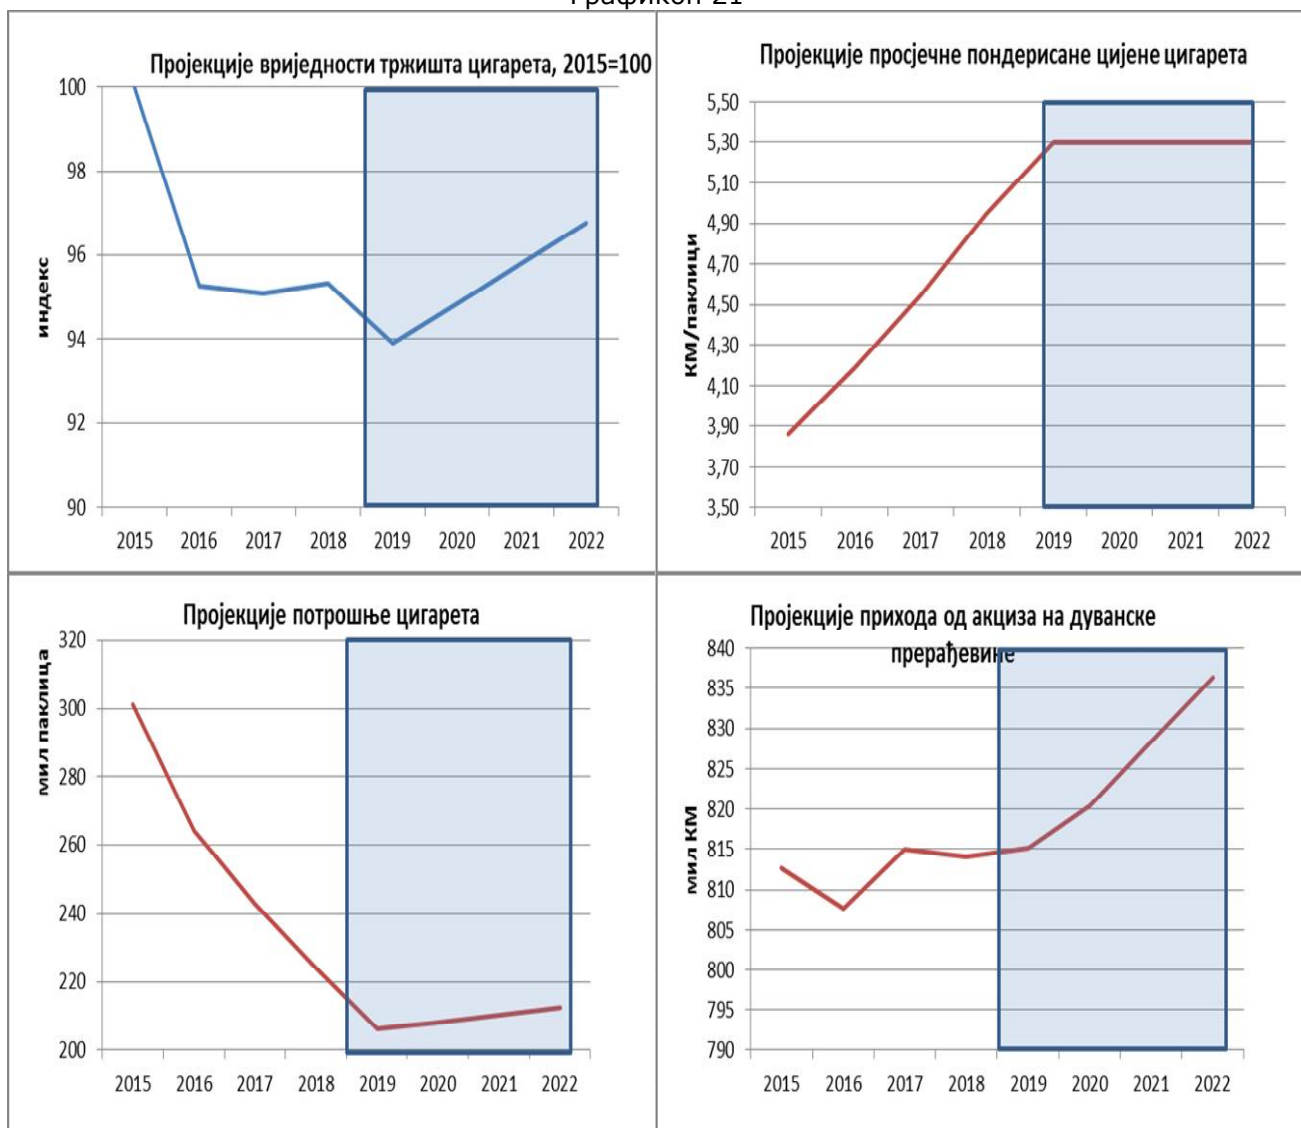 Графикон 21
Пројекције вриједности тржишта цигарета, 2015=100
100
98
96
94
92
90
индекс
2015 2016 2017 2018 2019 2020 2021 2022
Пројекције просјечне пондерисане цијене цигарета
5,50
5,30
5,10
4,90
4,70
4,50
4,30
4,10
3,90
3,70
3,50
КМ/паклици
2015 2016 2017 2018 2019 2020 2021 2022
Пројекције потрошње цигарета
320
300
280
260
240
220
200
мил паклица
2015 2016 2017 2018 2019 2020 2021 2022
Пројекције прихода од акциза на дуванске
прерађевине
840
835
830
825
820
815
810
805
800
795
790
мил КМ
2015 2016 2017 2018 2019 2020 2021 2022